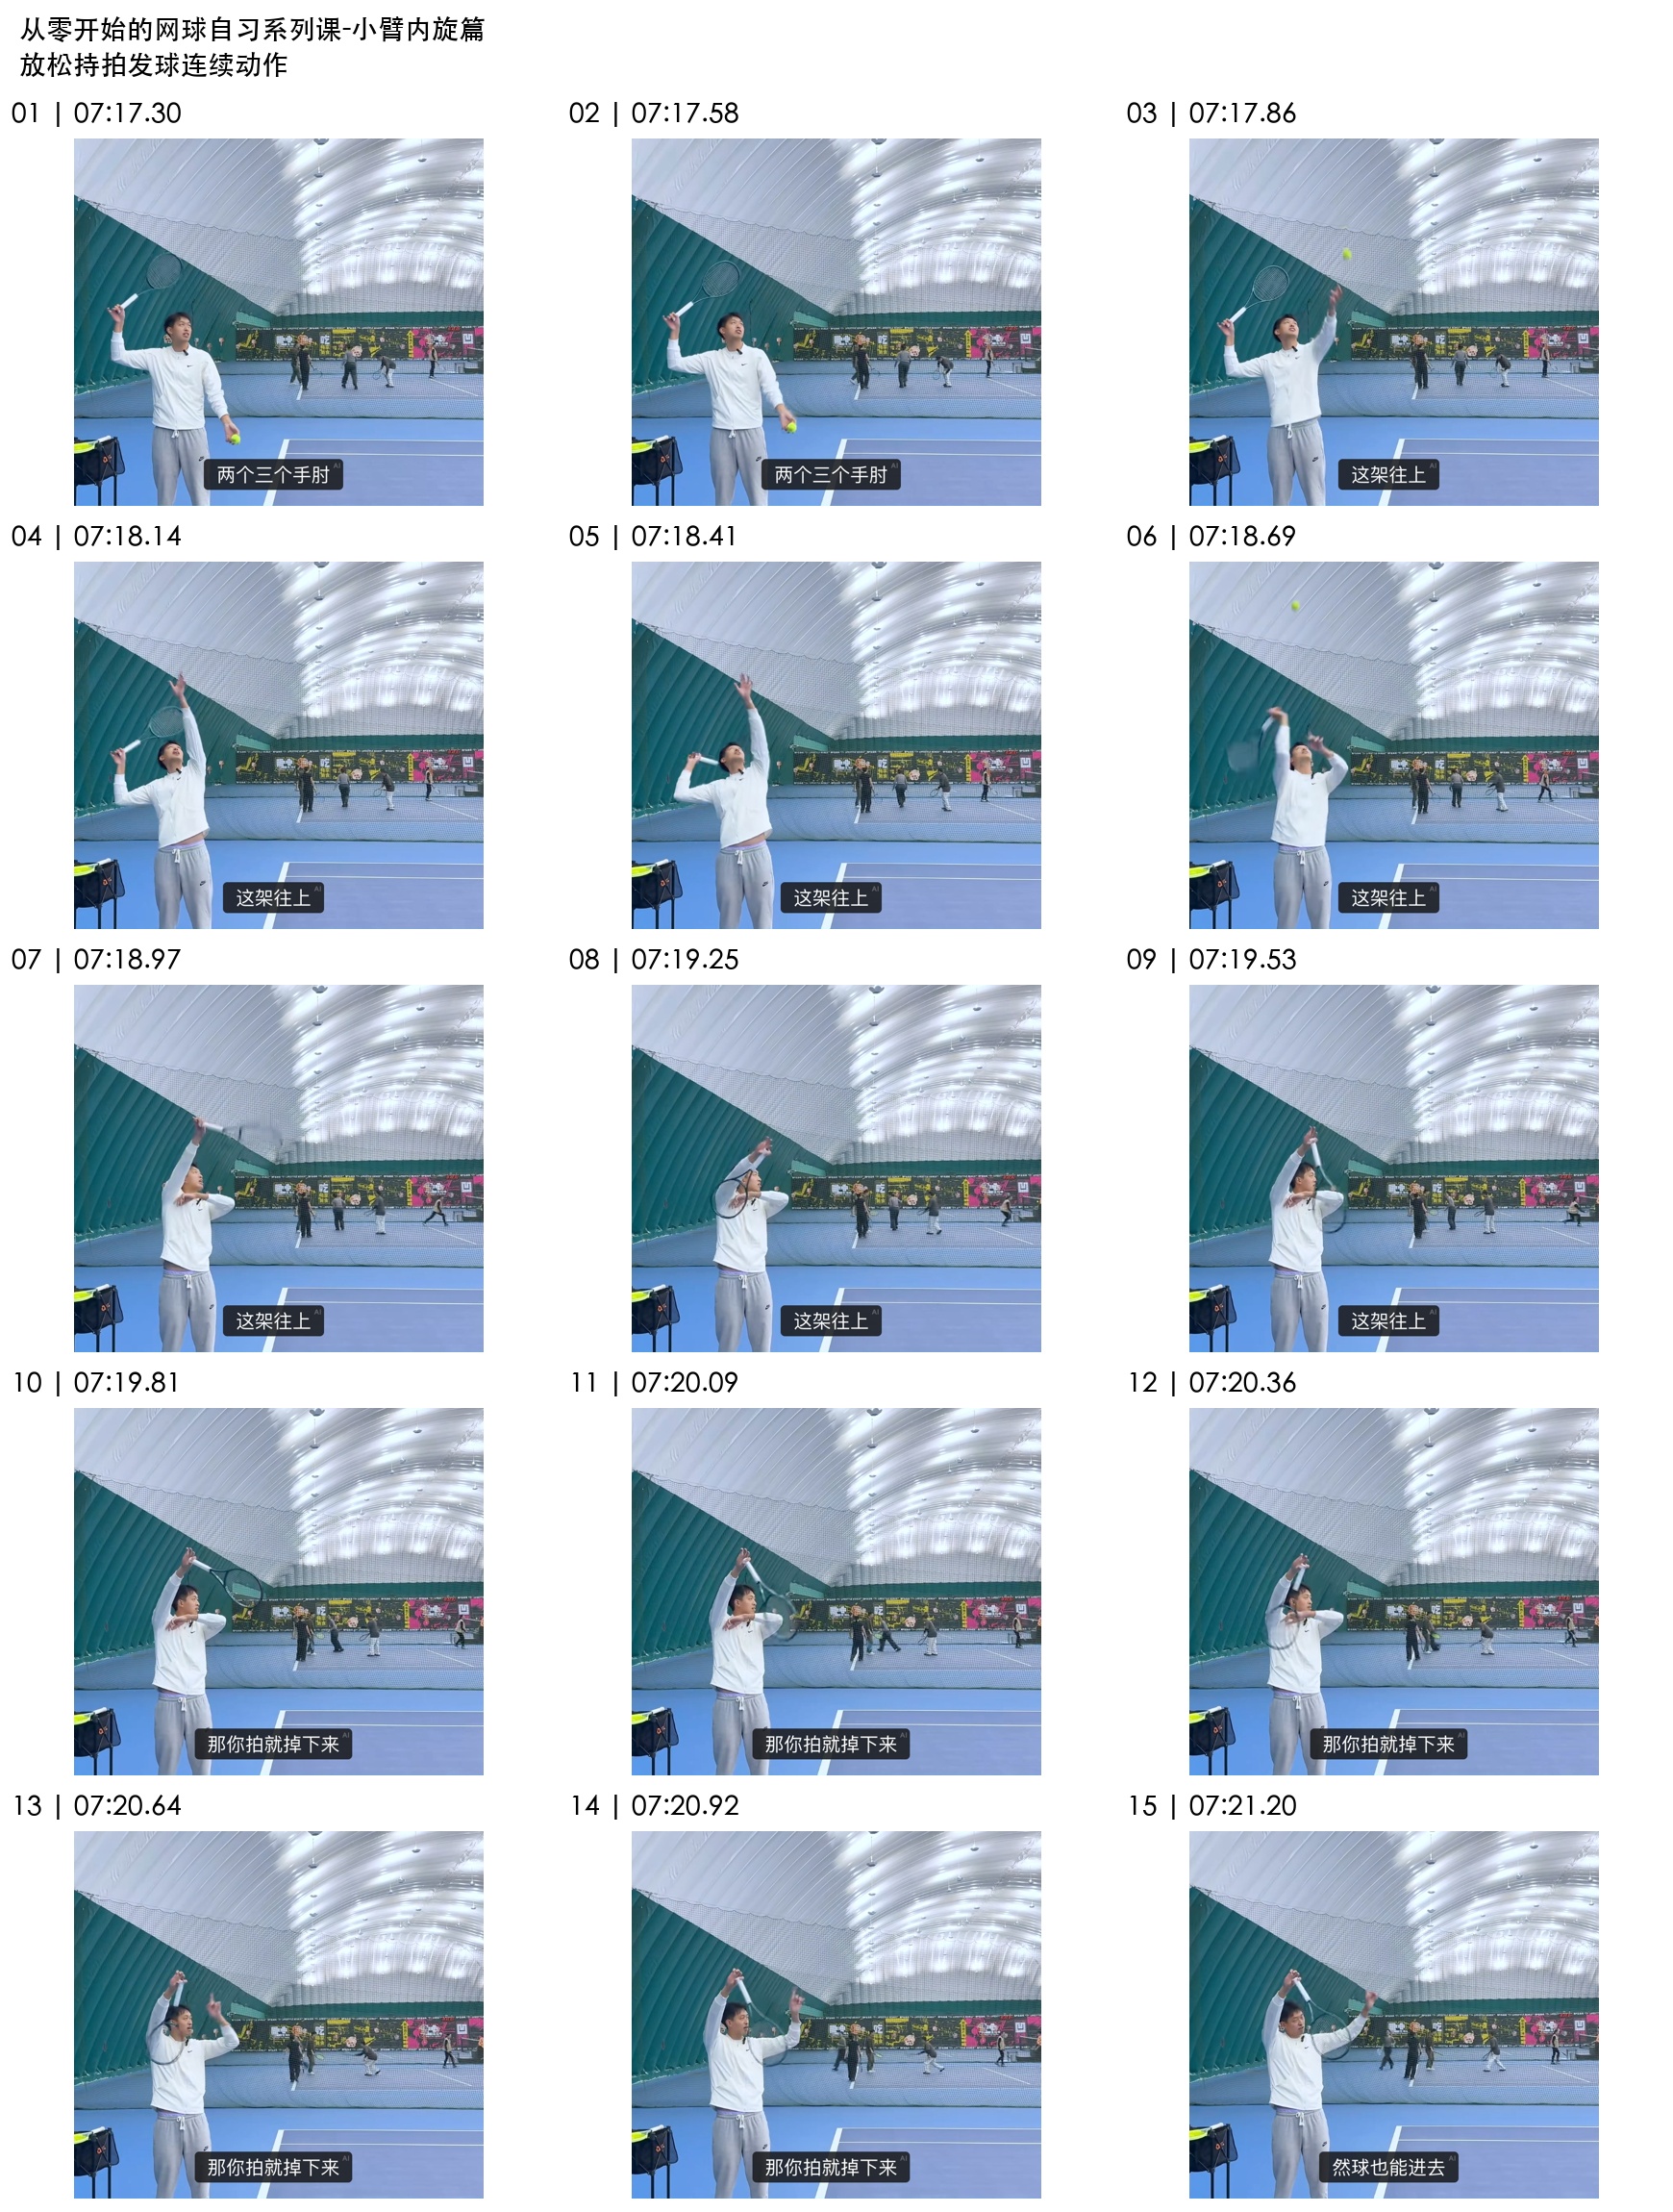 从零开始的网球自习系列课-小臂内旋篇
放松持拍发球连续动作
01 | 07:17.30
02 | 07:17.58
03 | 07:17.86
两个三个手肘
两个三个手肘
这架往上
04 | 07:18.14
05 | 07:18.41
06 | 07:18.69
这架往上
这架往上
这架往上
07 | 07:18.97
08 | 07:19.25
09 | 07:19.53
这架往上
这架往上
这架往上
10 | 07:19.81
11 | 07:20.09
12 | 07:20.36
那你拍就掉下来
那你拍就掉下来
那你拍就掉下来
13 | 07:20.64
14 | 07:20.92
15 | 07:21.20
那你拍就掉下来
那你拍就掉下来
然球也能进去